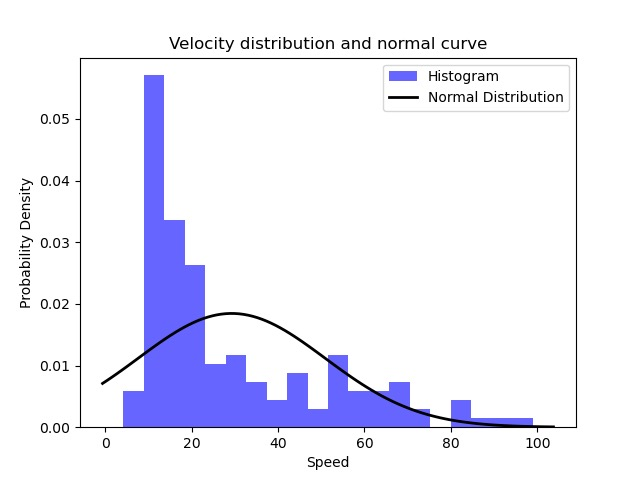 Velocity distribution and normal curve
Histogram
Normal Distribution
0.05
0.04
0.03
0.02
0.01
0.00
Probability Density
0 20 40 60 80 100
Speed